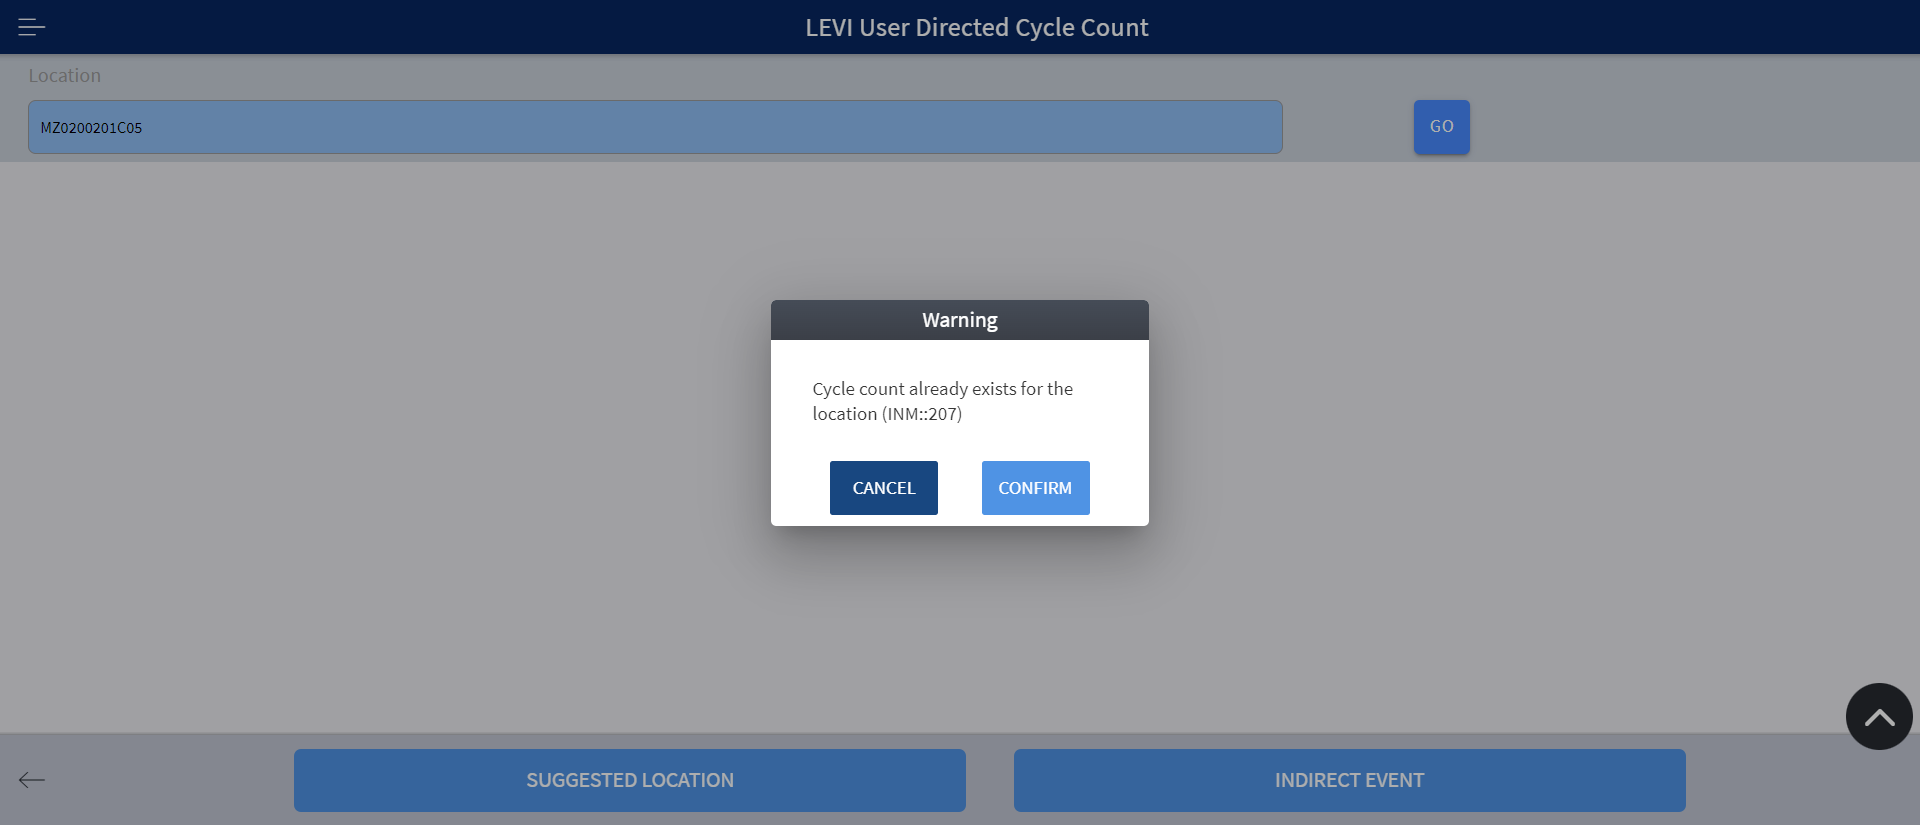 LEVI User Directed Cycle Count
Location
MZ0200201C05
GO
Warning
Cycle count already exists for the
location (INM::207)
CANCEL
CONFIRM
SUGGESTED LOCATION
INDIRECT EVENT